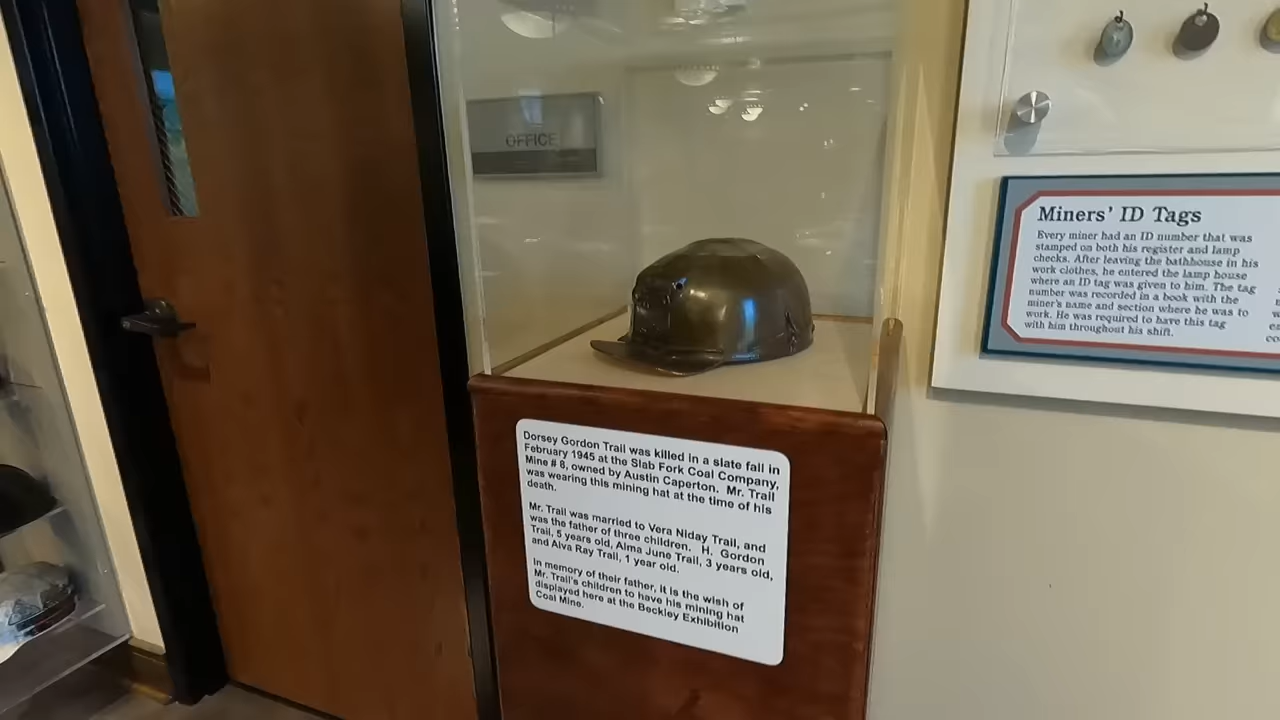 OFFICE
Dorsey Gordon Trail was killed in a slate fall in
February 1945 at the Slab Fork Coal Company,
Mine # 8, owned by Austin Caperton. Mr. Trail
was wearing this mining hat at the time of his
death.
Mr. Trail was married to Vera Niday Trail, and
was the father of three children. H. Gordon
Trail, 5 years old, Alma June Trail, 3 years old,
and Alva Ray Trail, 1 year old.
In memory of their father, it is the wish of
Mr. Trail's children to have his mining hat
displayed here at the Beckley Exhibition
Coal Mine.
Miners' ID Tags
Every miner had an ID number that was
stamped on both his register and lamp
checks. After leaving the bathhouse in his
work clothes, he entered the lamp house
where an ID tag was given to him. The tag
number was recorded in a book with the
miner's name and section where he was to
work. He was required to have this tag
with him throughout his shift.